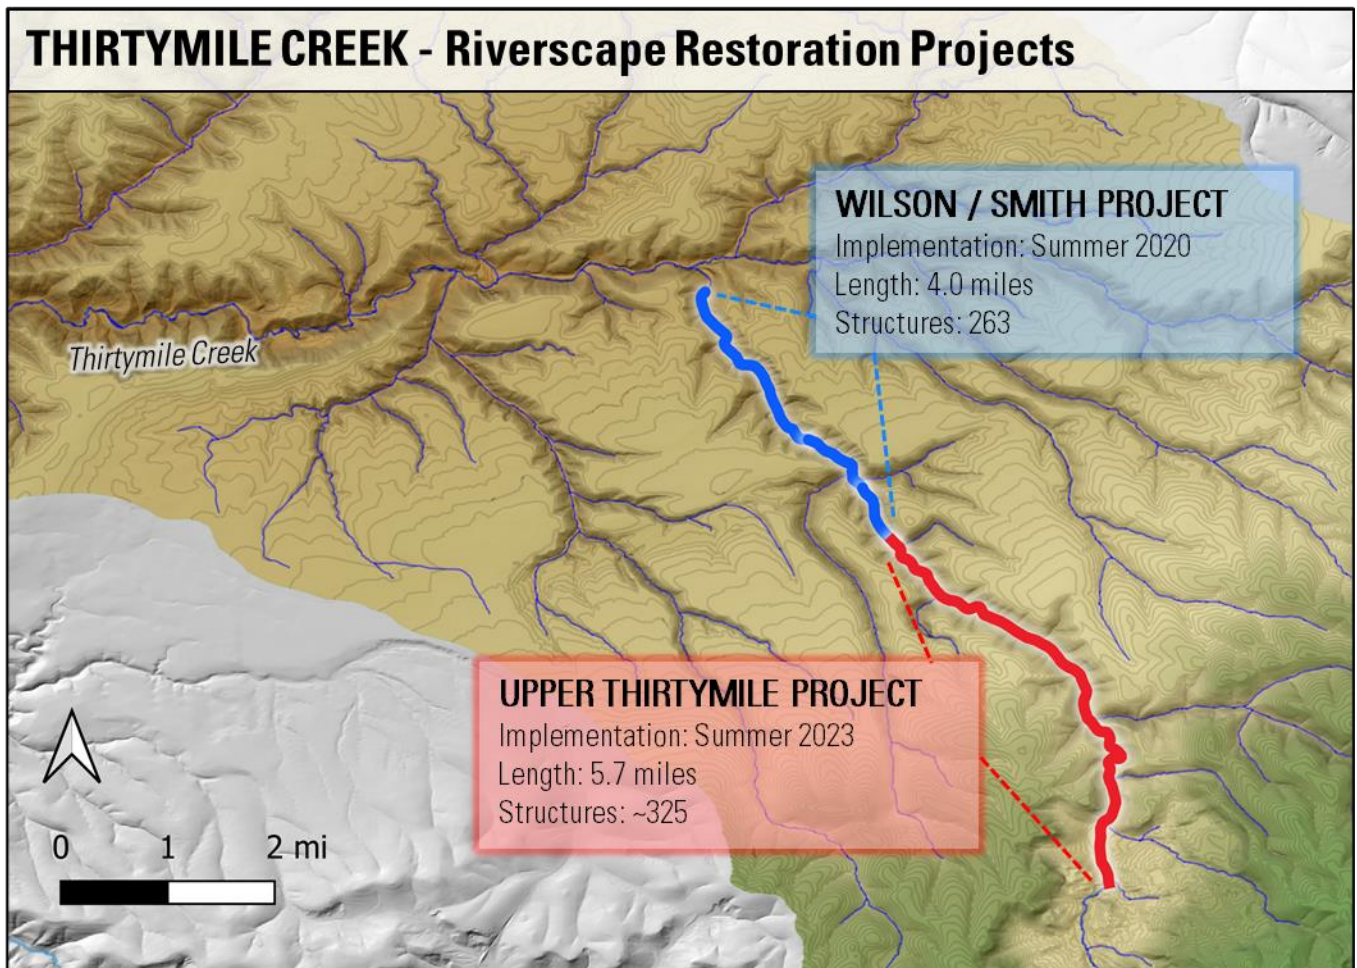 THIRTYMILE CREEK - Riverscape Restoration Projects
WILSON / SMITH PROJECT
Implementation: Summer 2020
Length: 4.0 miles
Structures: 263
Thirtymile Creek
UPPER THIRTYMILE PROJECT
Implementation: Summer 2023
Length: 5.7 miles
Structures: ~325
0 1 2 mi